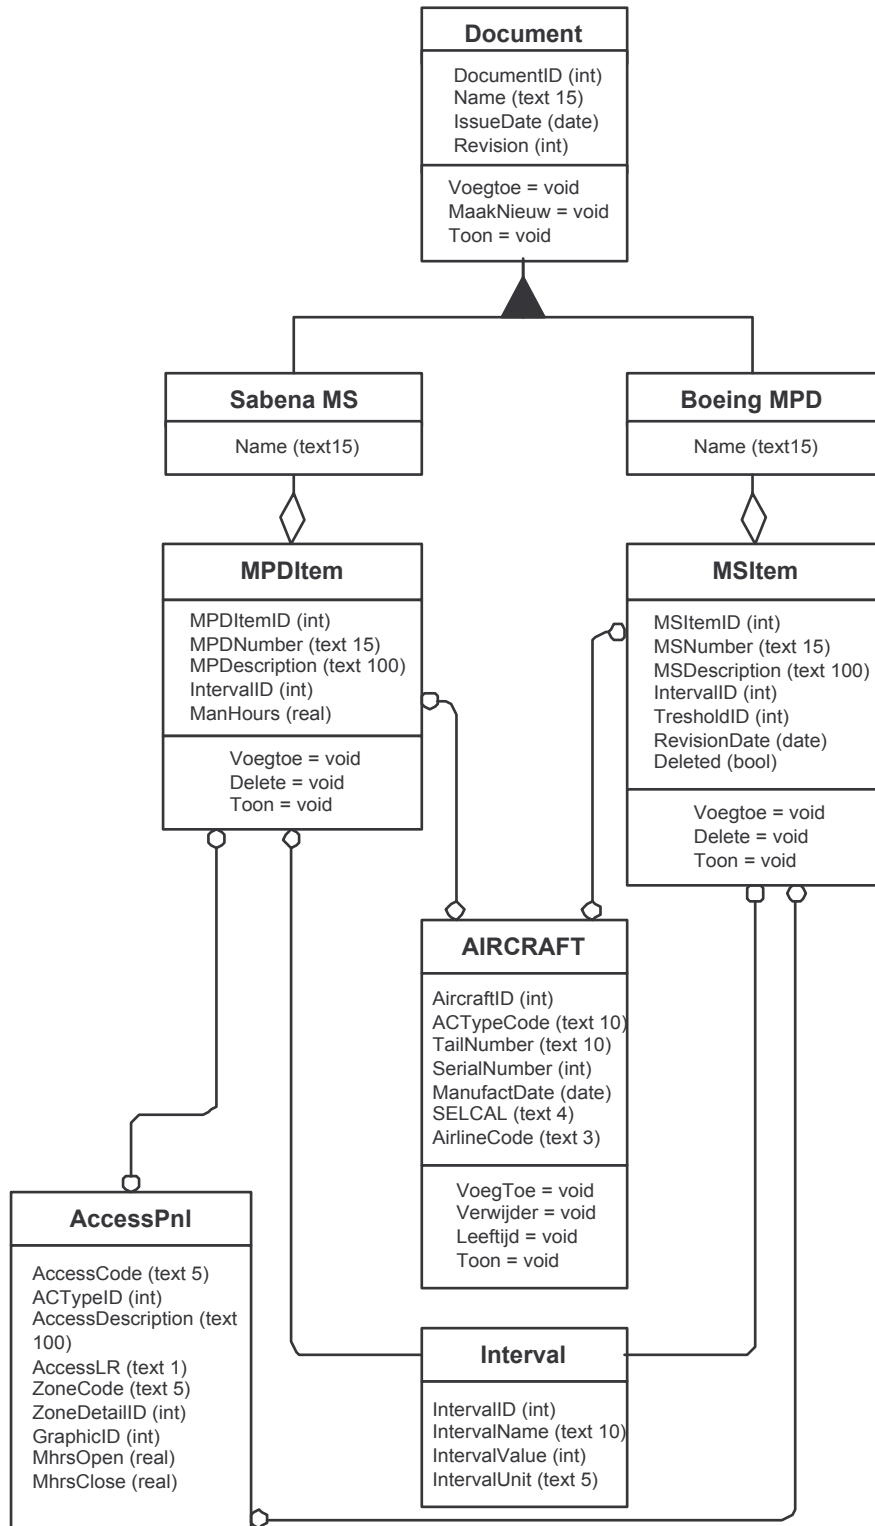 Document
DocumentID (int)
Name (text 15)
IssueDate (date)
Revision (int)
Voegtoe = void
MaakNieuw = void
Toon = void
Sabena MS
Name (text15)
Boeing MPD
Name (text15)
MPDItem
MPDItemID (int)
MPDNumber (text 15)
MPDescription (text 100)
IntervalID (int)
ManHours (real)
Voegtoe = void
Delete = void
Toon = void
MSItem
MSItemID (int)
MSNumber (text 15)
MSDescription (text 100)
IntervalID (int)
TresholdID (int)
RevisionDate (date)
Deleted (bool)
Voegtoe = void
Delete = void
Toon = void
AIRCRAFT
AircraftID (int)
ACTypeCode (text 10)
TailNumber (text 10)
SerialNumber (int)
ManufactDate (date)
SELCAL (text 4)
AirlineCode (text 3)
VoegToe = void
Verwijder = void
Leeftijd = void
Toon = void
AccessPnl
AccessCode (text 5)
ACTypeID (int)
AccessDescription (text
100)
AccessLR (text 1)
ZoneCode (text 5)
ZoneDetailID (int)
GraphicID (int)
MhrsOpen (real)
MhrsClose (real)
Interval
IntervalID (int)
IntervalName (text 10)
IntervalValue (int)
IntervalUnit (text 5)